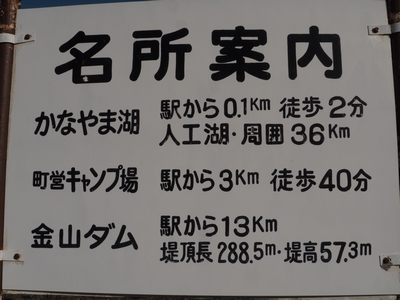 名所案内
かなやま湖 駅から0.1Km 徒歩2分
人工湖・周囲36Km
町営キャンプ場 駅から3Km 徒歩40分
金山ダム 駅から13Km
堤頂長288.5m・堤高57.3m